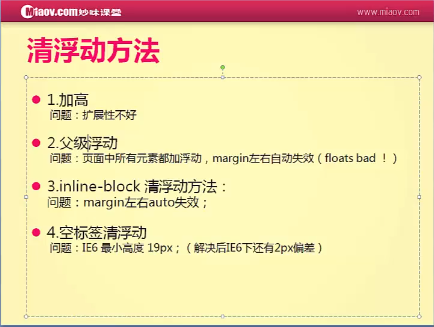 Miaov.com 妙味课堂
www.miaov.com
清浮动方法
1.加高
问题：扩展性不好
2.父级浮动
问题：页面中所有元素都加浮动，margin左右自动失效（floats bad ！）
3.inline-block 清浮动方法：
问题：margin左右auto失效；
4.空标签清浮动
问题：IE6 最小高度 19px；（解决后IE6下还有2px偏差）